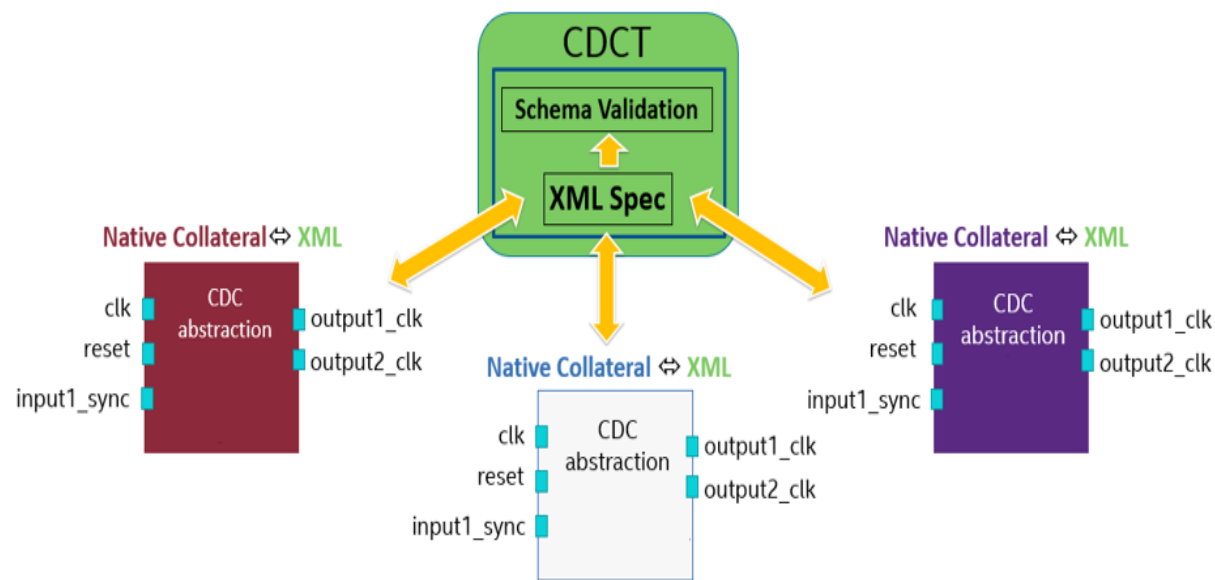 CDCT
Schema Validation
XML Spec
Native Collateral ⇔ XML
CDC
abstraction
clk
reset
input1_sync
output1_clk
output2_clk
Native Collateral ⇔ XML
CDC
abstraction
clk
reset
input1_sync
output1_clk
output2_clk
Native Collateral ⇔ XML
CDC
abstraction
clk
reset
input1_sync
output1_clk
output2_clk